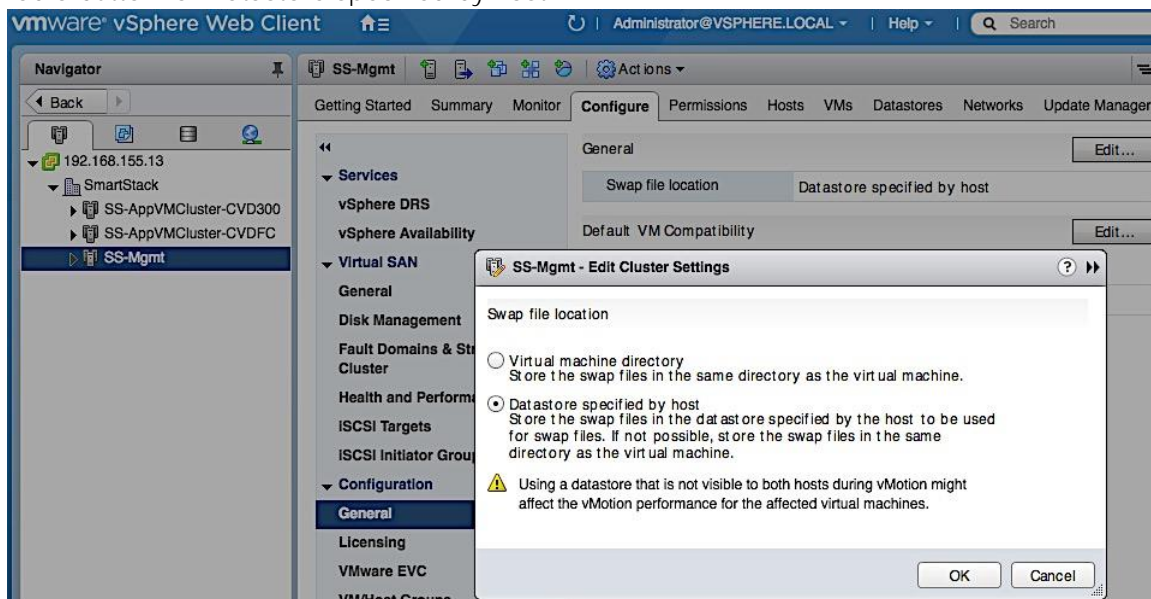 vmware® vSphere Web Client
Administrator@VSPHERE.LOCAL
Help
Search
Navigator
SS-Mgmt
Actions
Back
Getting Started
Summary
Monitor
Configure
Permissions
Hosts
VMs
Datastores
Networks
Update Manager
192.168.155.13
SmartStack
SS-AppVMCluster-CVD300
SS-AppVMCluster-CVDFC
SS-Mgmt
Services
vSphere DRS
vSphere Availability
Virtual SAN
General
Disk Management
Fault Domains &
Cluster
Health and
iSCSI Targets
iSCSI Initiator
Configuration
General
Licensing
VMware EVC
General
Edit...
Swap file location
Datastore specified by host
Default VM Compatibility
Edit...
SS-Mgmt - Edit Cluster Settings
Swap file location
Virtual machine directory
Store the swap files in the same directory as the virtual machine.
Datastore specified by host
Store the swap files in the datastore specified by the host to be used
for swap files. If not possible, store the swap files in the same
directory as the virtual machine.
Using a datastore that is not visible to both hosts during vMotion might
affect the vMotion performance for the affected virtual machines.
OK
Cancel